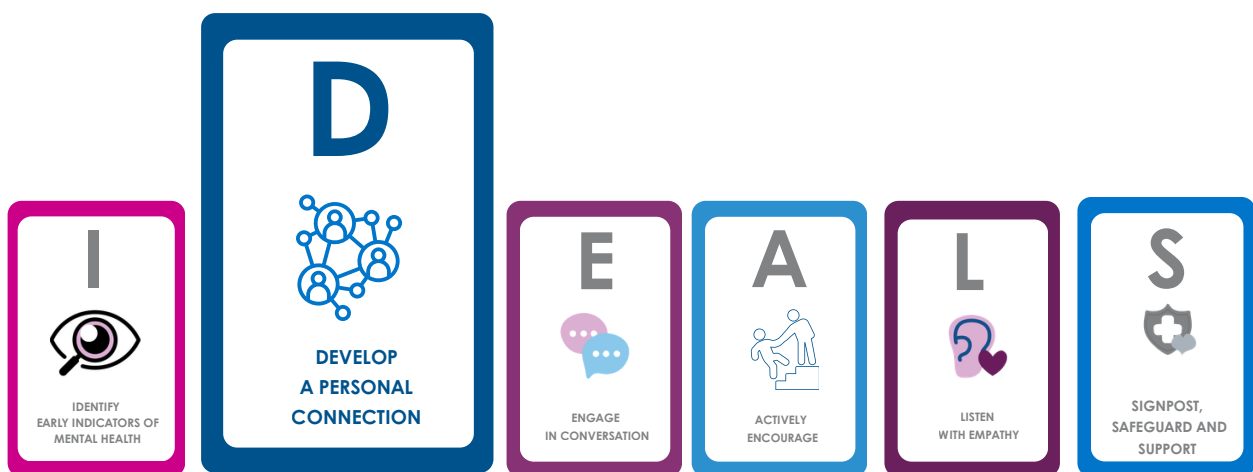 I
IDENTIFY
EARLY INDICATORS OF
MENTAL HEALTH
D
DEVELOP
A PERSONAL
CONNECTION
E
ENGAGE
IN CONVERSATION
A
ACTIVELY
ENCOURAGE
L
LISTEN
WITH EMPATHY
S
SIGNPOST,
SAFEGUARD AND
SUPPORT